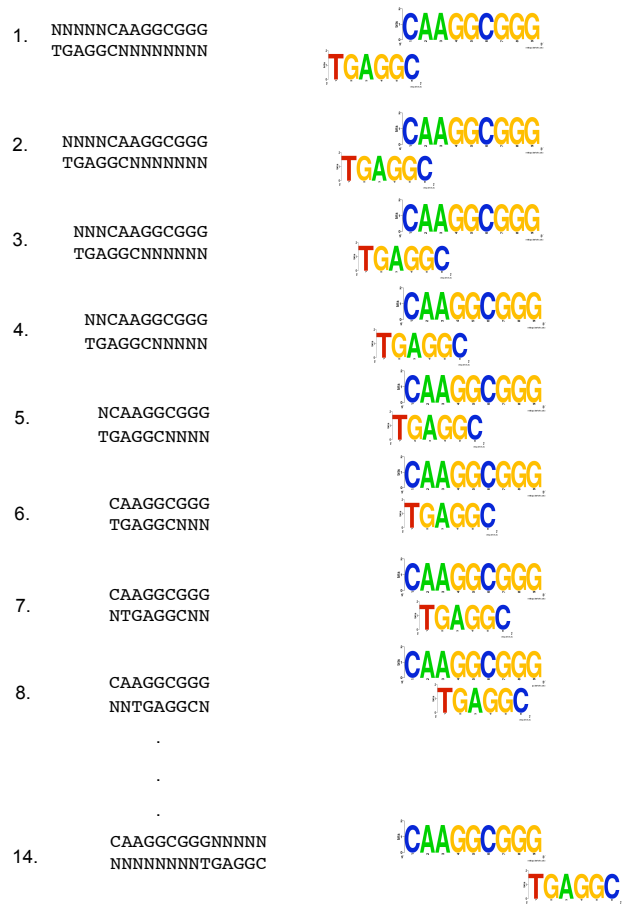 1. NNNNNCAAGGCGGG CAAGGCGGG
TGAGGCNNNNNNNN TGAGGC
2. NNNNCAAGGCGGG CAAGGCGGG
TGAGGCNNNNNNN TGAGGC
3. NNNCAAGGCGGG CAAGGCGGG
TGAGGCNNNNNN TGAGGC
4. NNCAAGGCGGG CAAGGCGGG
TGAGGCNNNNN TGAGGC
5. NCAAGGCGGG CAAGGCGGG
TGAGGCNNNN TGAGGC
6. CAAGGCGGG CAAGGCGGG
TGAGGCNNN TGAGGC
7. CAAGGCGGG CAAGGCGGG
NTGAGGCNN TGAGGC
8. CAAGGCGGG CAAGGCGGG
NNTGAGGCN TGAGGC
.
.
.
14. CAAGGCGGGNNNNN CAAGGCGGG
NNNNNNNNTGAGGC TGAGGC